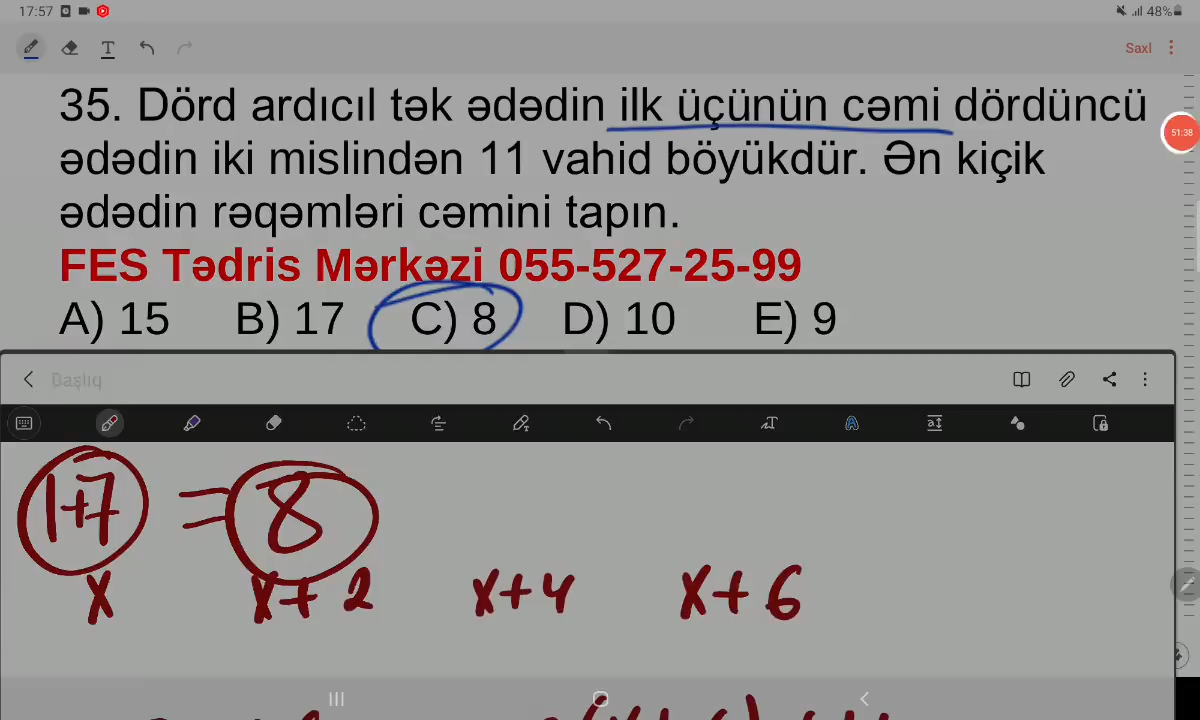 17:57 48%
Saxl
35. Dörd ardıcıl tək ədədin ilk üçünün cəmi dördüncü
51:38
ədədin iki mislindən 11 vahid böyükdür. Ən kiçik
ədədin rəqəmləri cəmini tapın.
FES Tədris Mərkəzi 055-527-25-99
A) 15 B) 17 C) 8 D) 10 E) 9
Başlıq
1+7 = 8
x x+2 x+4 x+6